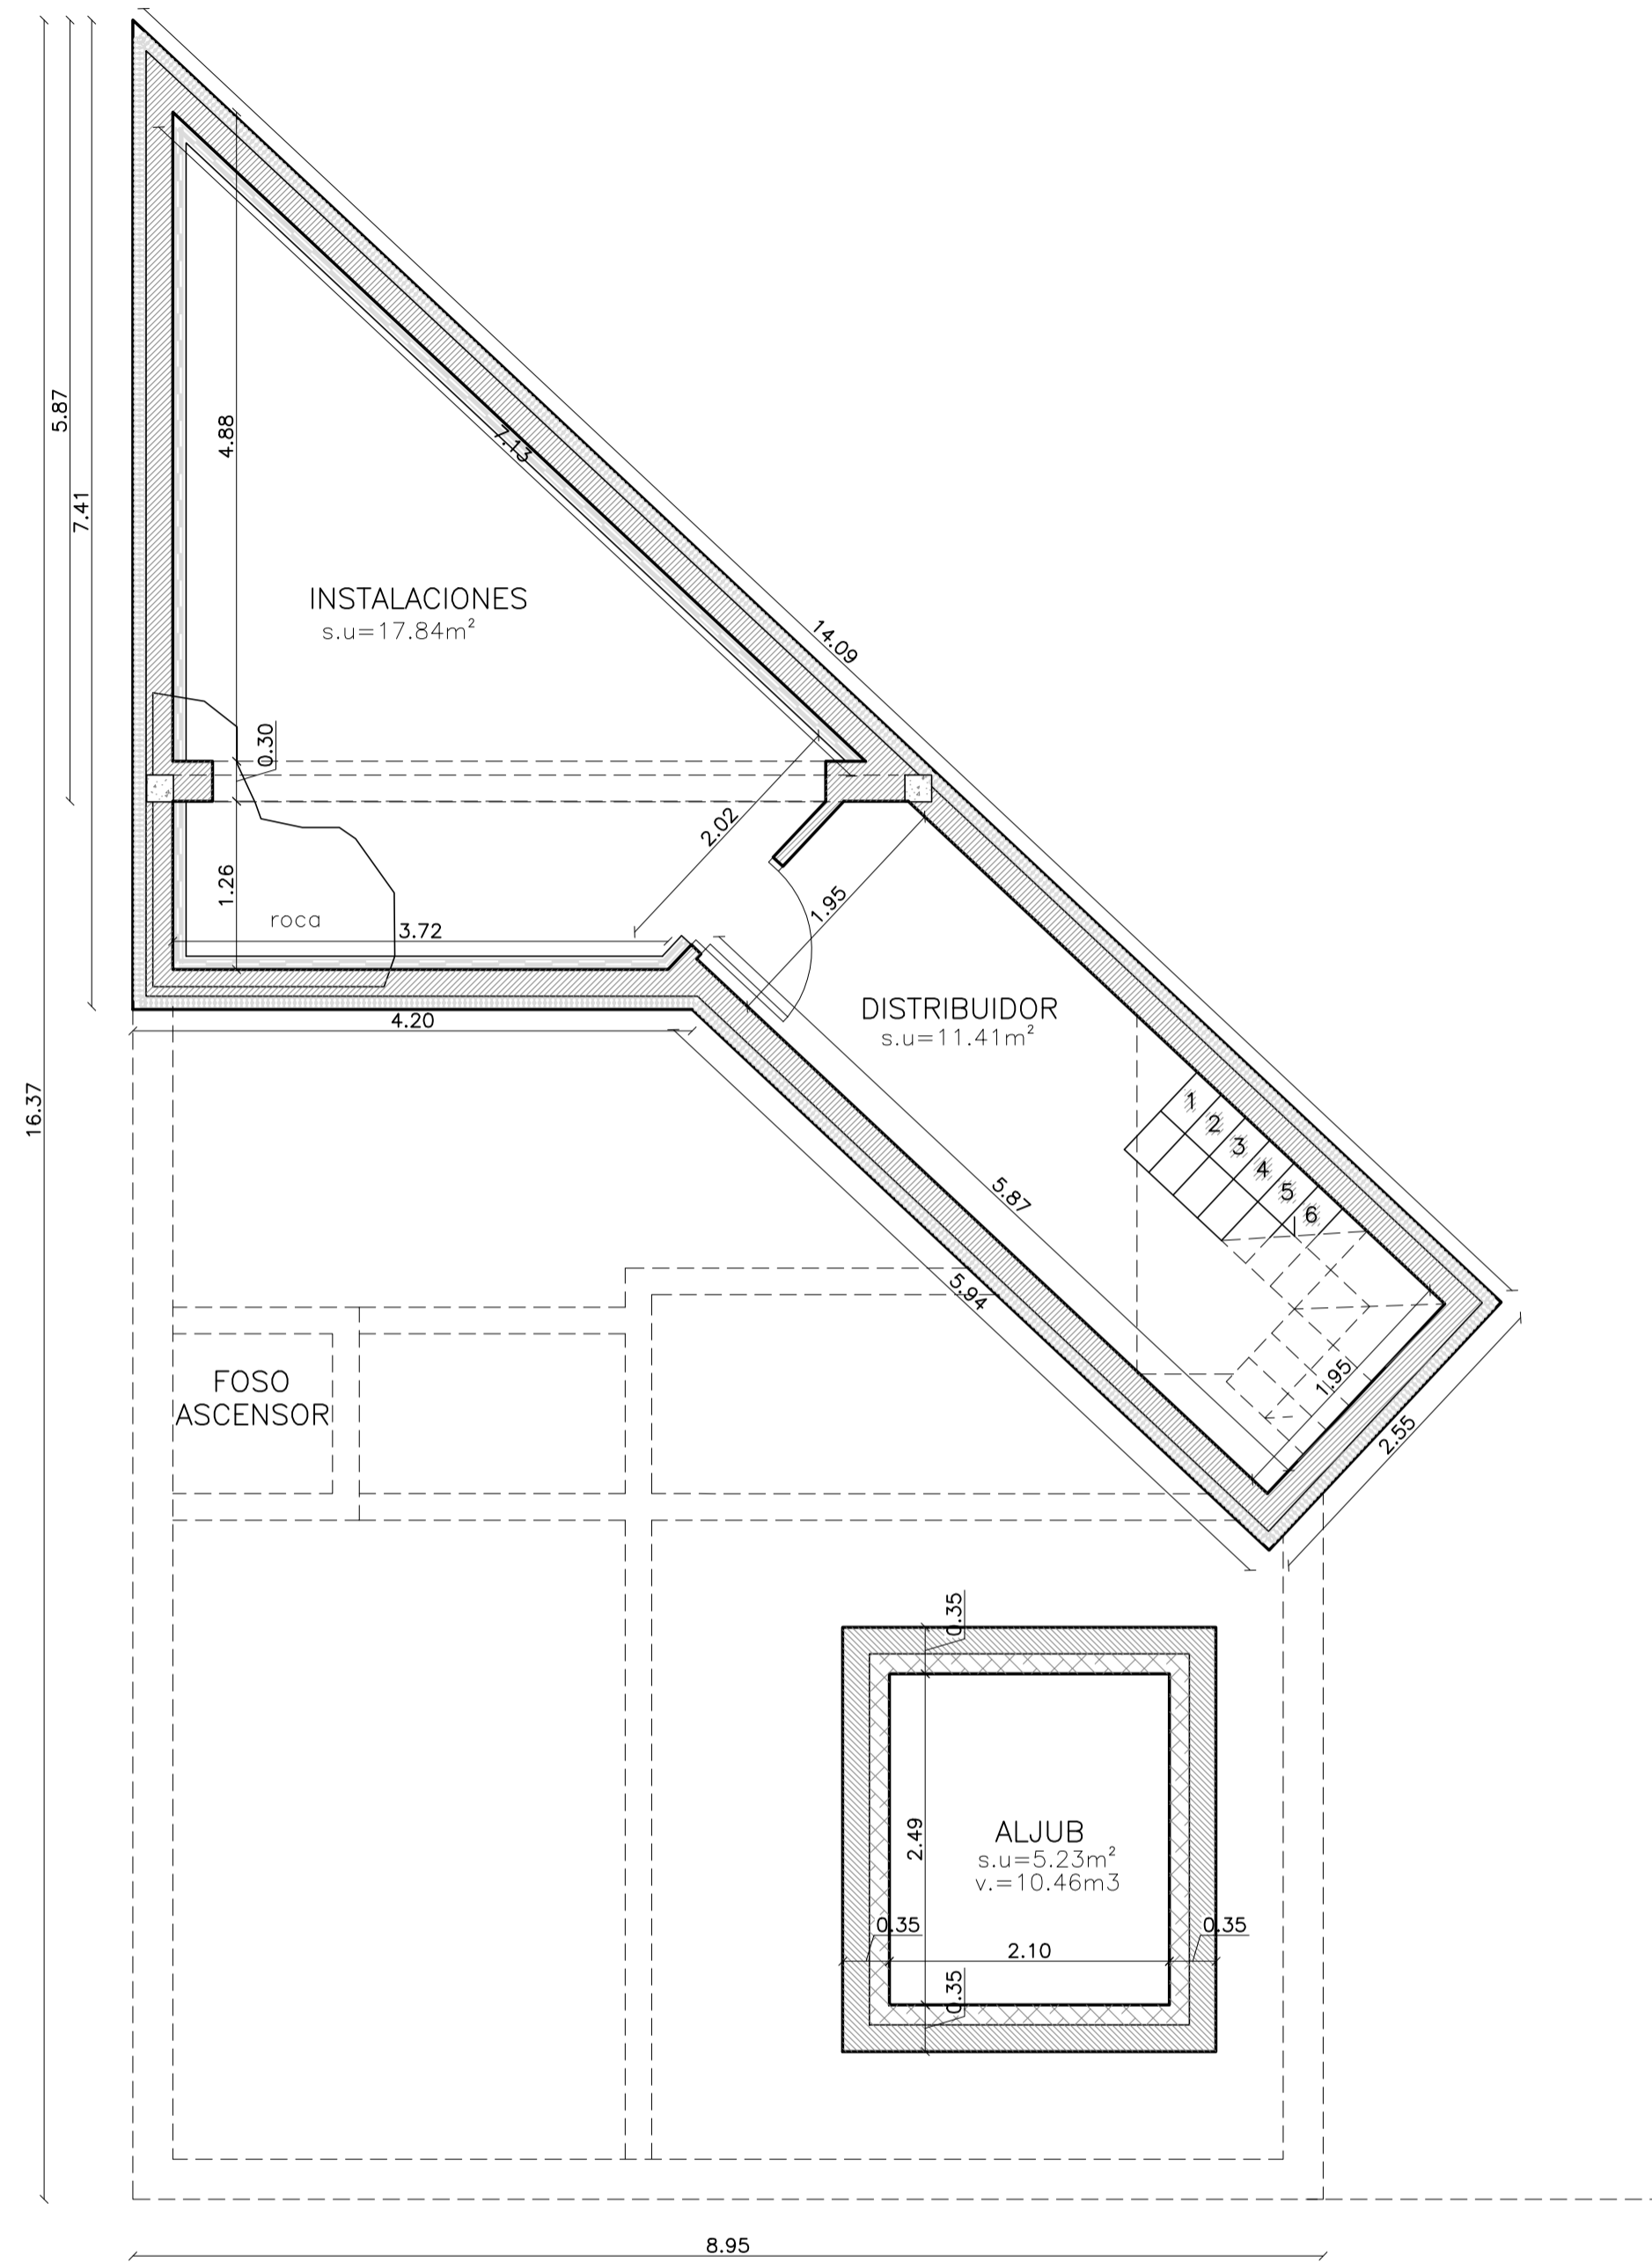 5.87
7.41
4.88
7.13
INSTALACIONES
s.u=17.84m²
14.09
0.30
2.02
1.26
1.95
roca
3.72
4.20
DISTRIBUIDOR
s.u=11.41m²
16.37
1
2
3
4
5
6
5.87
5.94
FOSO
ASCENSOR
1.95
2.55
0.35
ALJUB
s.u=5.23m²
v.=10.46m3
2.49
0.35
0.35
2.10
0.35
8.95